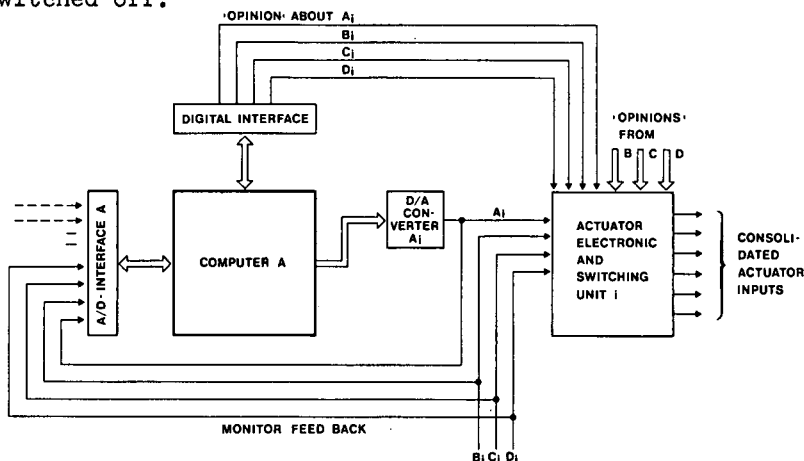 witched off.
‹OPINION› ABOUT Ai
Bi
Ci
Di
DIGITAL INTERFACE
‹OPINIONS›
FROM
B C D
A/D-INTERFACE A
COMPUTER A
D/A
CON-
VERTER
Ai
Ai
ACTUATOR
ELECTRONIC
AND
SWITCHING
UNIT i
CONSOLI-
DATED
ACTUATOR
INPUTS
MONITOR FEED BACK
Bi Ci Di